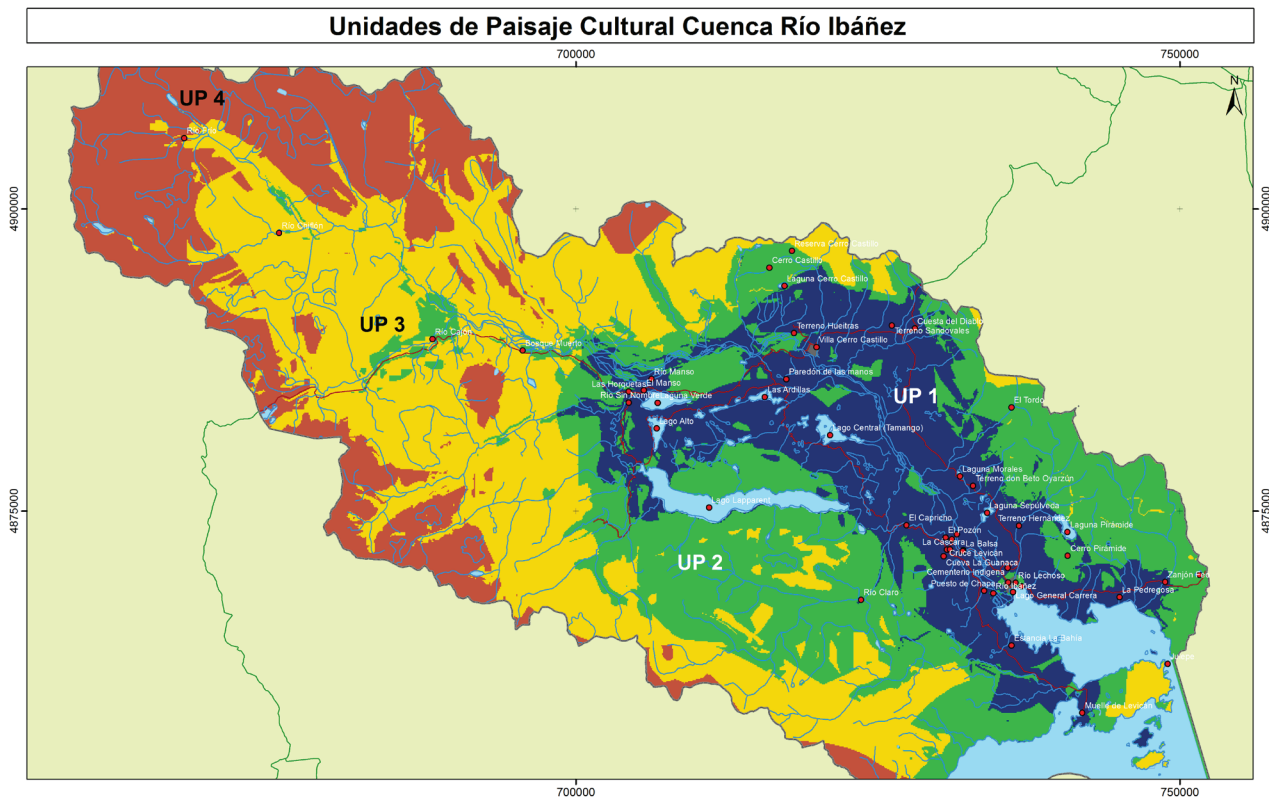 Unidades de Paisaje Cultural Cuenca Río Ibáñez
700000
750000
N
UP 4
4900000
4900000
Río Chiflón
Reserva Cerro Castillo
Cerro Castillo
Laguna Cerro Castillo
UP 3
Río Cajón
Bosque Muerto
Cuesta del Diablo
Terreno Hueitras
Terreno Sandovales
Villa Cerro Castillo
Río Manso
Paredón de las manos
Las Horquetas
El Manso
Las Ardillas
UP 1
Río Sin Nombre
Laguna Verde
El Tordo
Lago Alto
Lago Central (Tamango)
Laguna Morales
Terreno don Beto Oyarzún
4875000
4875000
Lago Lapparent
Laguna Sepúlveda
El Capricho
Terreno Hernández
Laguna Pirámide
El Pozón
La Cáscara
La Balsa
Cruce Levicán
Cerro Pirámide
UP 2
Cueva La Guanaca
Cementerio indígena
Río Lechoso
Puesto de Chapa
Río Ibáñez
Zanjón Feo
Río Claro
Lago General Carrera
La Pedregosa
Estancia La Bahía
Muelle de Levicán
700000
750000